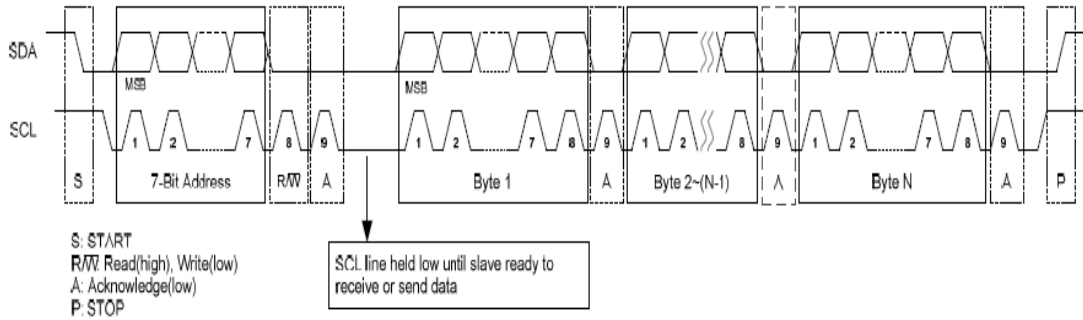 SDA
MSB
MSB
SCL
1 2 7 8 9 1 2 7 8 9 1 2 8 9 1 2 7 8 9
S 7-Bit Address R/W A Byte 1 A Byte 2~(N-1) A Byte N A P
S: START
R/W: Read(high), Write(low)
A: Acknowledge(low)
P: STOP
SCL line held low until slave ready to
receive or send data